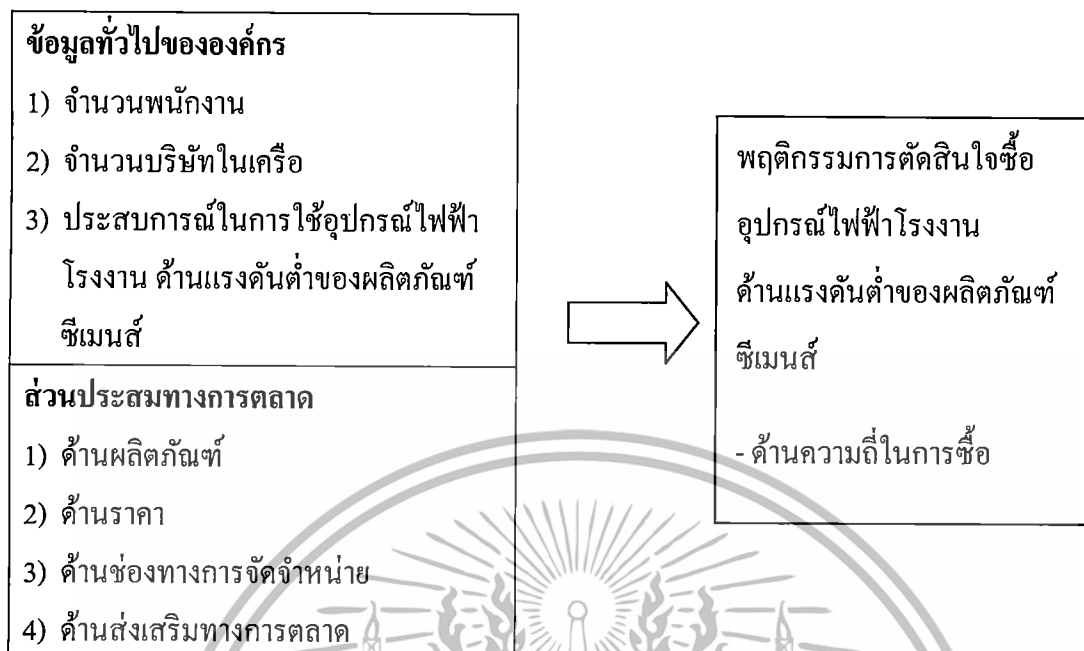 ข้อมูลทั่วไปขององค์กร
1) จำนวนพนักงาน
2) จำนวนบริษัทในเครือ
3) ประสบการณ์ในการใช้อุปกรณ์ไฟฟ้า
โรงงาน ด้านแรงดันต่ำของผลิตภัณฑ์
ซีเมนส์
ส่วนประสมทางการตลาด
1) ด้านผลิตภัณฑ์
2) ด้านราคา
3) ด้านช่องทางการจัดจำหน่าย
4) ด้านส่งเสริมทางการตลาด
พฤติกรรมการตัดสินใจซื้อ
อุปกรณ์ไฟฟ้าโรงงาน
ด้านแรงดันต่ำของผลิตภัณฑ์
ซีเมนส์
- ด้านความถี่ในการซื้อ